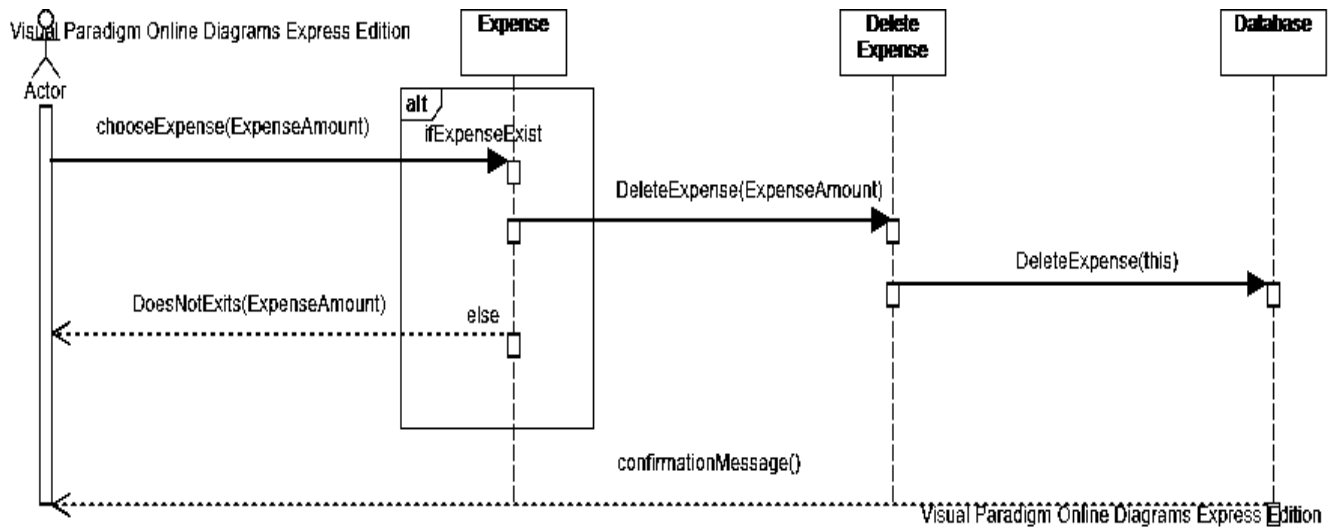 Visual Paradigm Online Diagrams Express Edition
Expense
Delete
Expense
Database
Actor
alt
chooseExpense(ExpenseAmount)
ifExpenseExist
DeleteExpense(ExpenseAmount)
DeleteExpense(this)
DoesNotExits(ExpenseAmount)
else
confirmationMessage()
Visual Paradigm Online Diagrams Express Edition